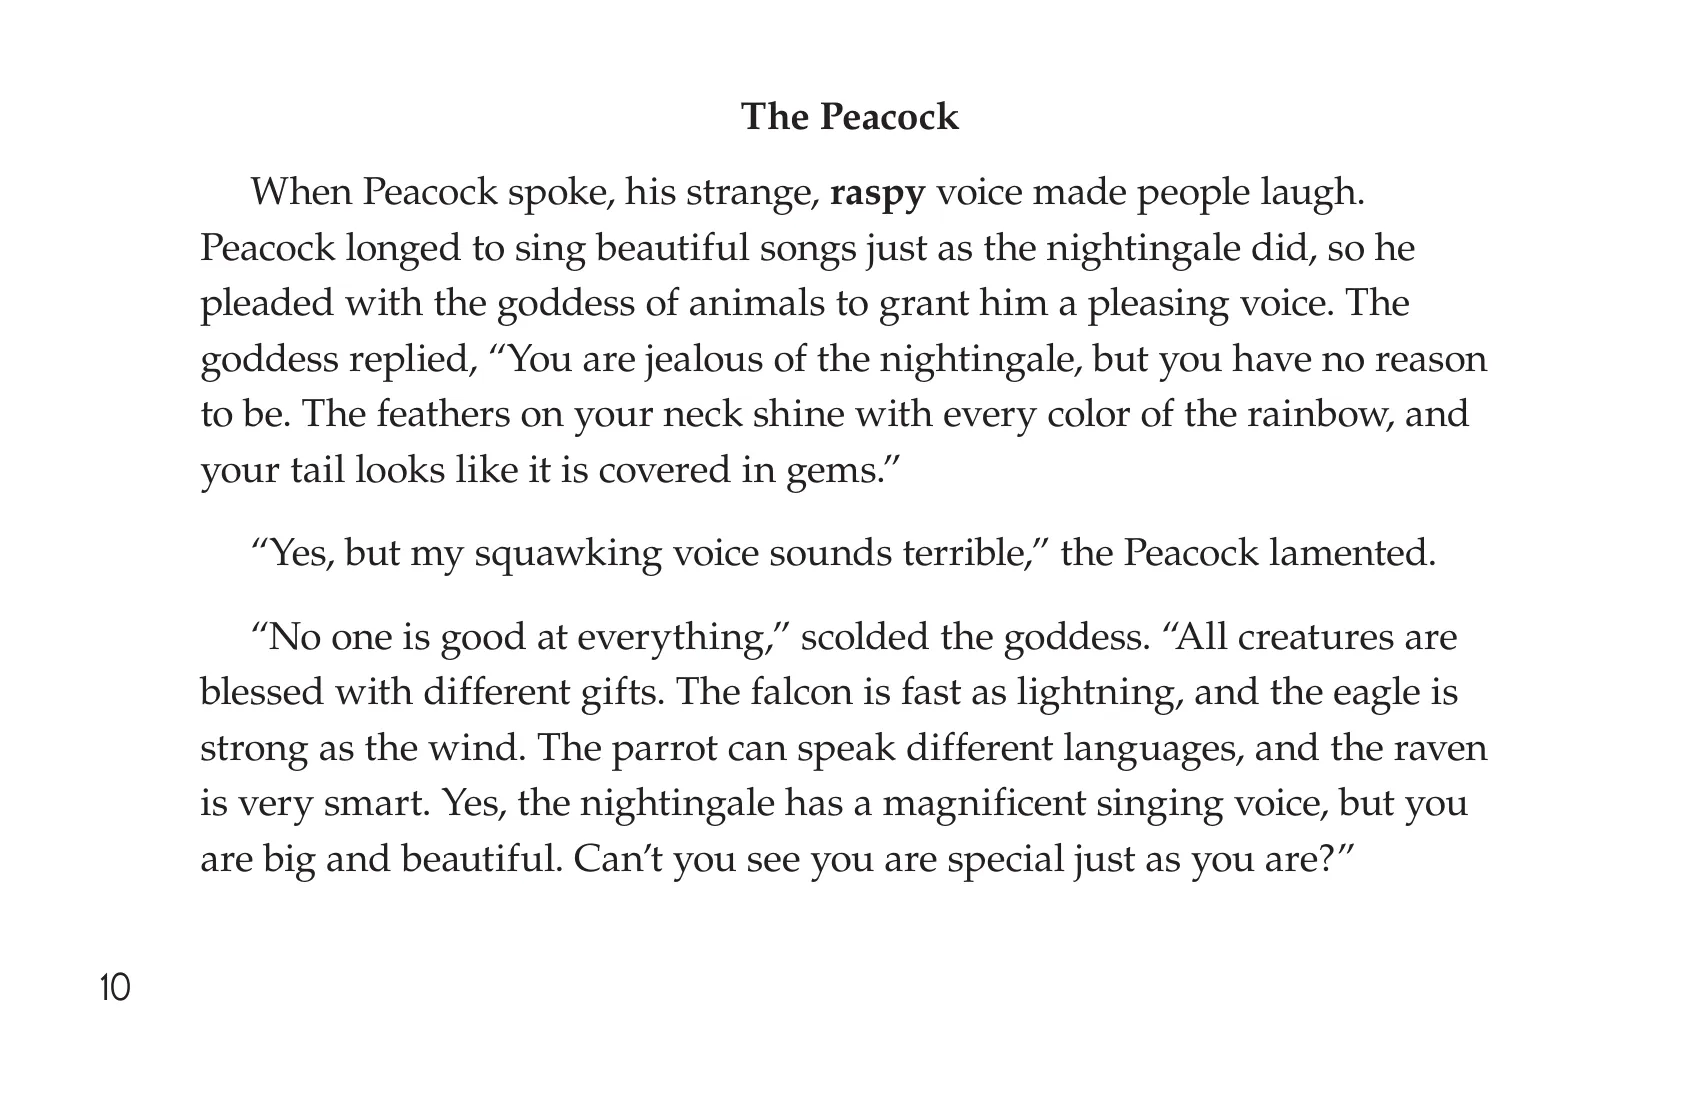 The Peacock
When Peacock spoke, his strange, raspy voice made people laugh.
Peacock longed to sing beautiful songs just as the nightingale did, so he
pleaded with the goddess of animals to grant him a pleasing voice. The
goddess replied, “You are jealous of the nightingale, but you have no reason
to be. The feathers on your neck shine with every color of the rainbow, and
your tail looks like it is covered in gems.”
“Yes, but my squawking voice sounds terrible,” the Peacock lamented.
“No one is good at everything,” scolded the goddess. “All creatures are
blessed with different gifts. The falcon is fast as lightning, and the eagle is
strong as the wind. The parrot can speak different languages, and the raven
is very smart. Yes, the nightingale has a magnificent singing voice, but you
are big and beautiful. Can’t you see you are special just as you are?”
10